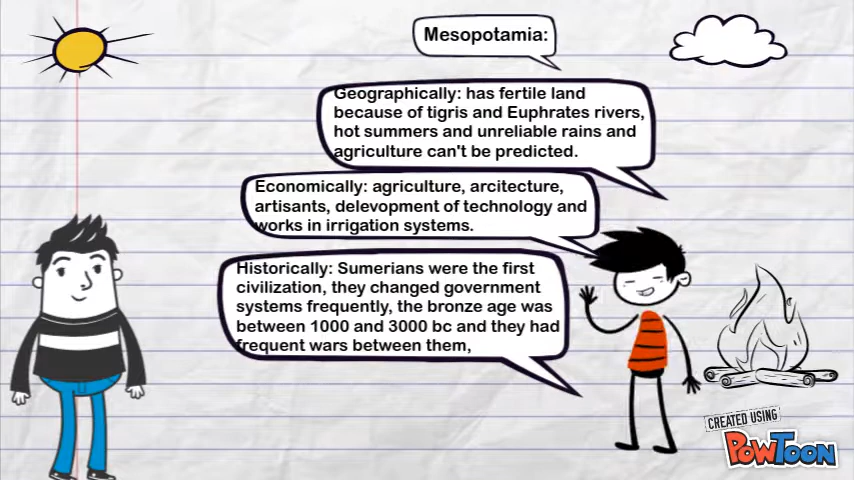 Mesopotamia:
Geographically: has fertile land
because of tigris and Euphrates rivers,
hot summers and unreliable rains and
agriculture can't be predicted.
Economically: agriculture, arcitecture,
artisants, delevopment of technology and
works in irrigation systems.
Historically: Sumerians were the first
civilization, they changed government
systems frequently, the bronze age was
between 1000 and 3000 bc and they had
frequent wars between them,
CREATED USING
POWTOON